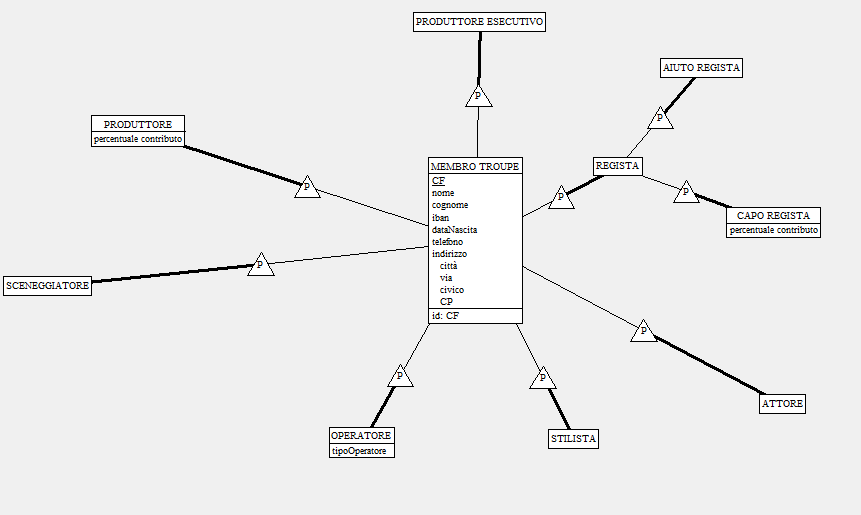 PRODUTTORE ESECUTIVO
P
AIUTO REGISTA
P
PRODUTTORE
percentuale contributo
P
MEMBRO TROUPE
CF
nome
cognome
iban
dataNascita
telefono
indirizzo
città
via
civico
CP
id: CF
REGISTA
P
P
CAPO REGISTA
percentuale contributo
SCENEGGIATORE
P
P
ATTORE
P
OPERATORE
tipoOperatore
P
STILISTA